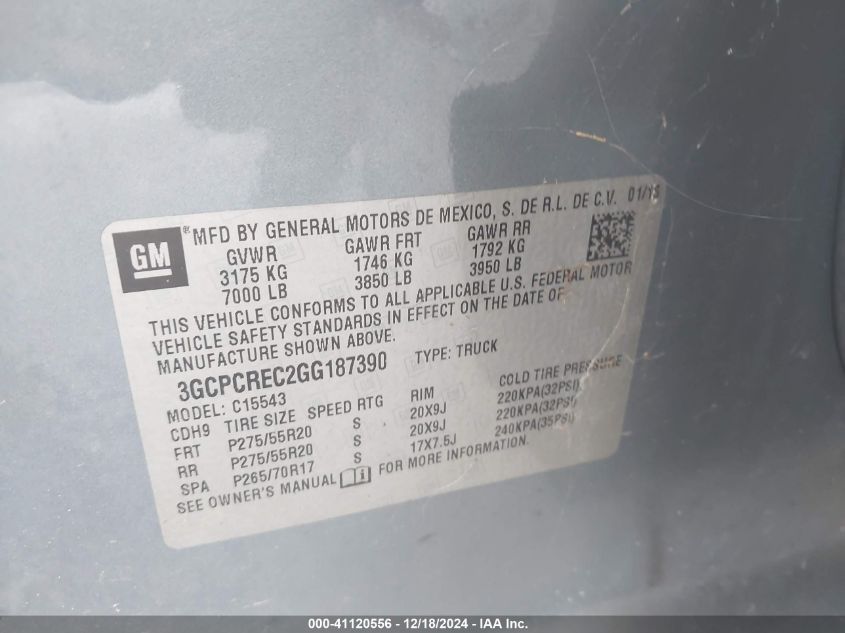 GM
® MFD BY GENERAL MOTORS DE MEXICO, S. DE R.L. DE C.V. 01/16
GVWR GAWR FRT GAWR RR
3175 KG 1746 KG 1792 KG
7000 LB 3850 LB 3950 LB
THIS VEHICLE CONFORMS TO ALL APPLICABLE U.S. FEDERAL MOTOR
VEHICLE SAFETY STANDARDS IN EFFECT ON THE DATE OF
MANUFACTURE SHOWN ABOVE.
3GCPCREC2GG187390 TYPE: TRUCK
MODEL: C15543
CDH9 TIRE SIZE SPEED RTG RIM COLD TIRE PRESSURE
FRT P275/55R20 S 20X9J 220KPA(32PSI)
RR P275/55R20 S 20X9J 220KPA(32PSI)
SPA P265/70R17 S 17X7.5J 240KPA(35PSI)
SEE OWNER'S MANUAL FOR MORE INFORMATION.
000-41120556 - 12/18/2024 - IAA Inc.